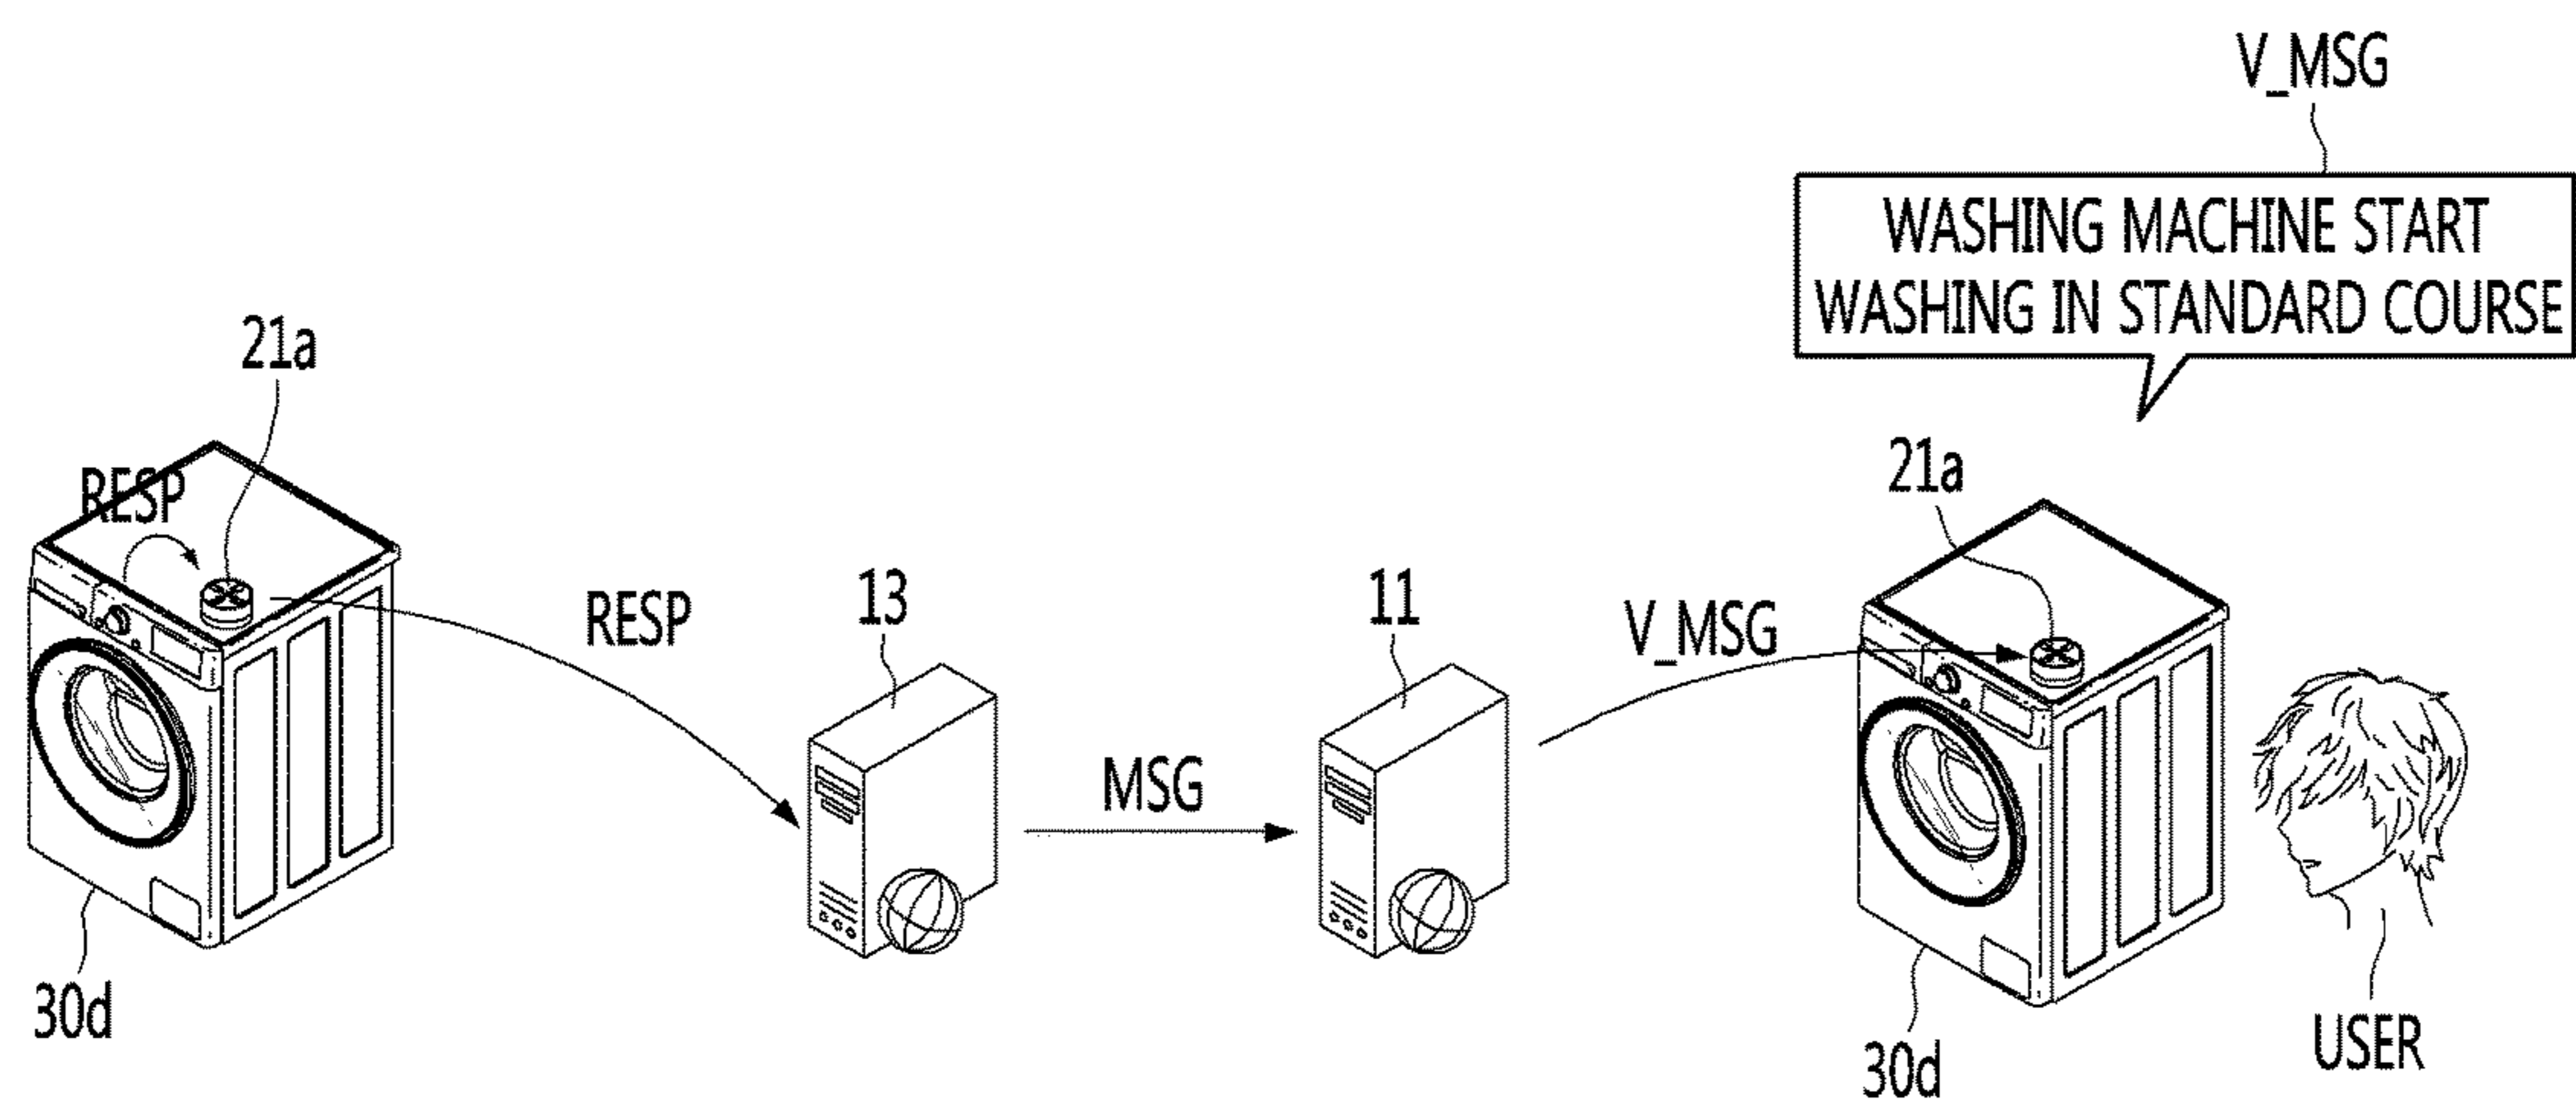 V_MSG
WASHING MACHINE START
WASHING IN STANDARD COURSE
21a
RESP
21a
RESP
13
11
V_MSG
MSG
30d
30d
USER